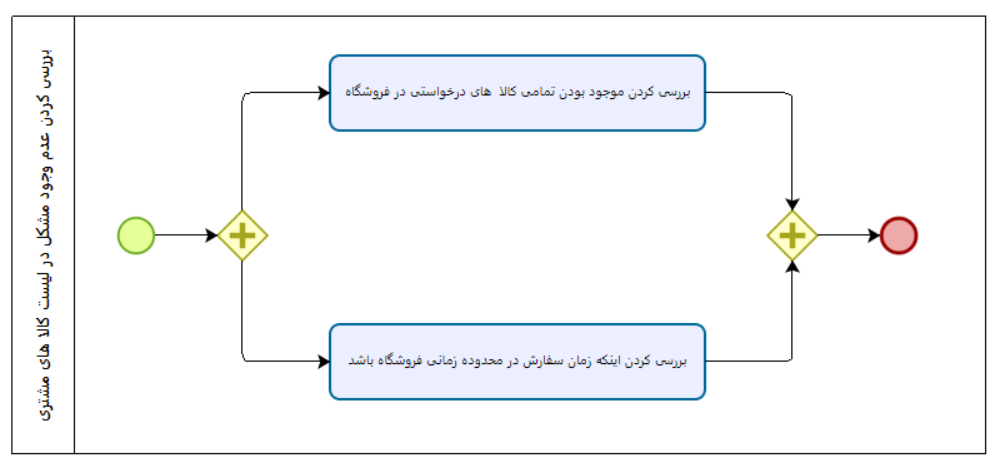 بررسی کردن عدم وجود مشکل در لیست کالا های مشتری
بررسی کردن موجود بودن تمامی کالا های درخواستی در فروشگاه
بررسی کردن اینکه زمان سفارش در محدوده زمانی فروشگاه باشد